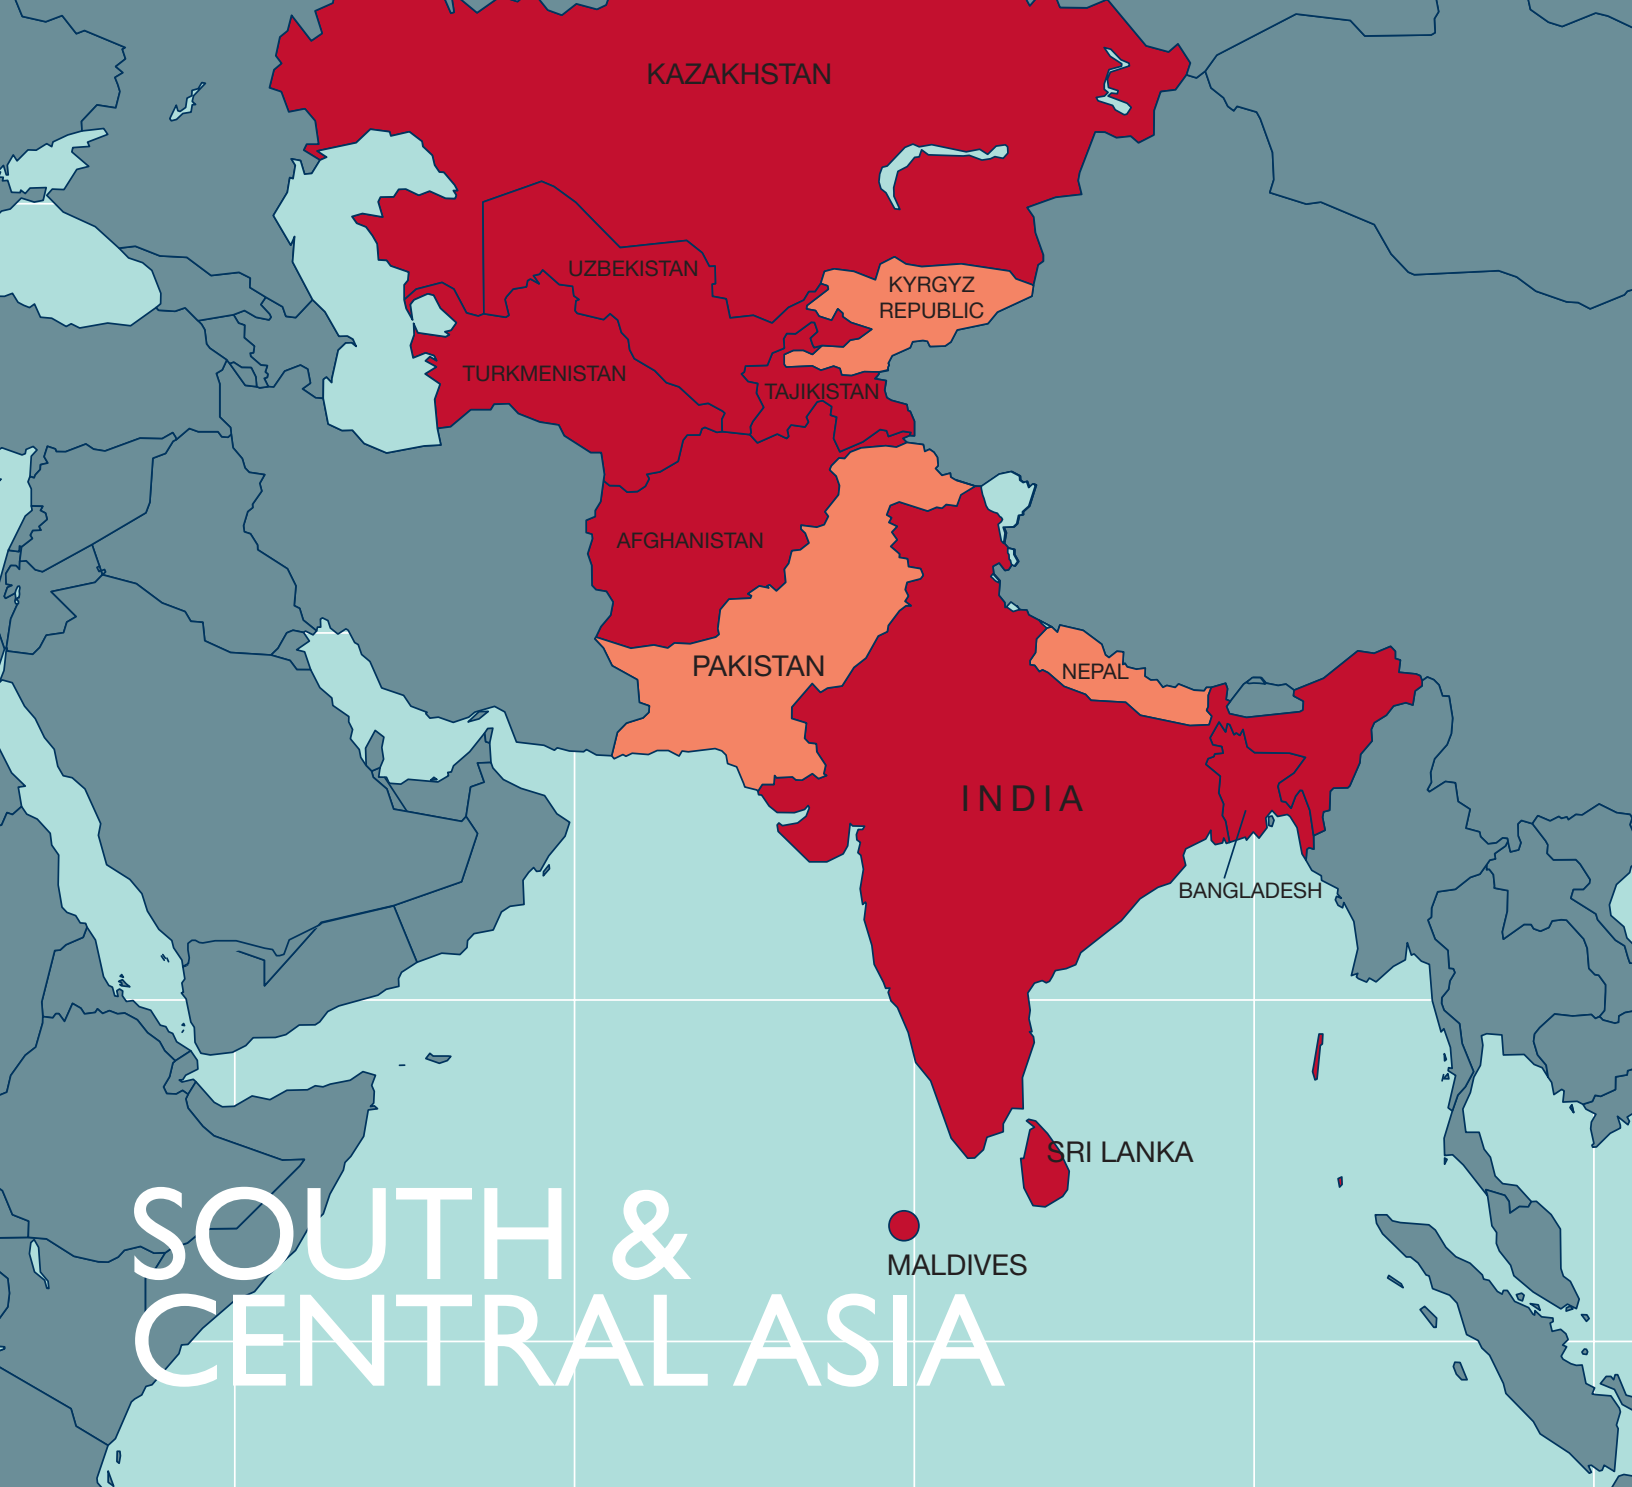 KAZAKHSTAN
UZBEKISTAN
KYRGYZ
REPUBLIC
TURKMENISTAN
TAJIKISTAN
AFGHANISTAN
PAKISTAN
NEPAL
INDIA
BANGLADESH
SRI LANKA
MALDIVES
SOUTH &
CENTRAL ASIA